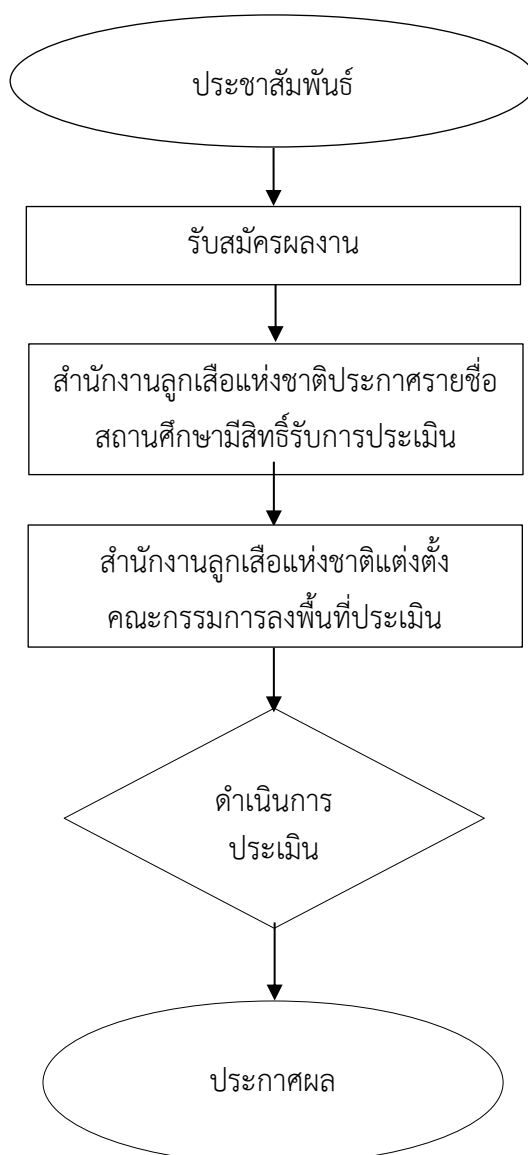 ประชาสัมพันธ์
รับสมัครผลงาน
สำนักงานลูกเสือแห่งชาติประกาศรายชื่อ
สถานศึกษามีสิทธิ์รับการประเมิน
สำนักงานลูกเสือแห่งชาติแต่งตั้ง
คณะกรรมการลงพื้นที่ประเมิน
ดำเนินการ
ประเมิน
ประกาศผล